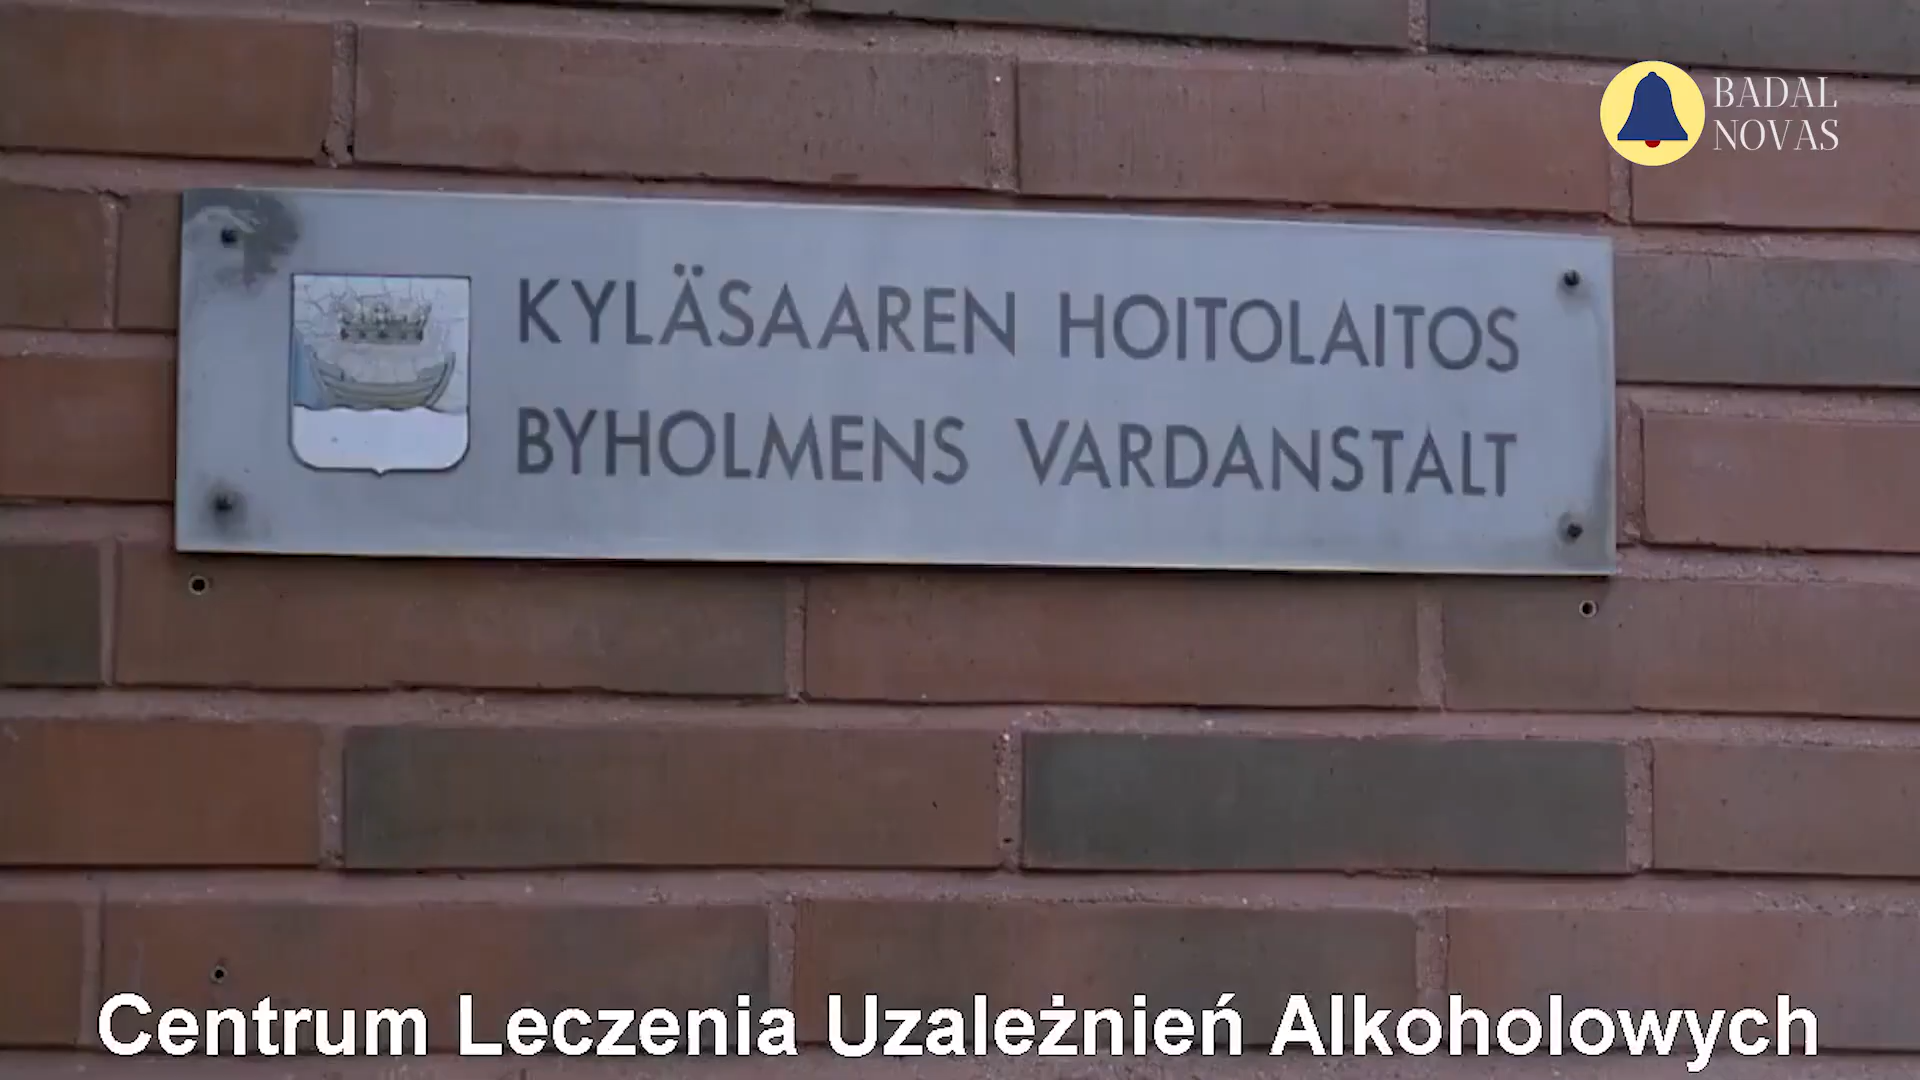 BADAL
NOVAS
KYLÄSAAREN HOITOLAITOS
BYHOLMENS VARDANSTALT
Centrum Leczenia Uzależnień Alkoholowych